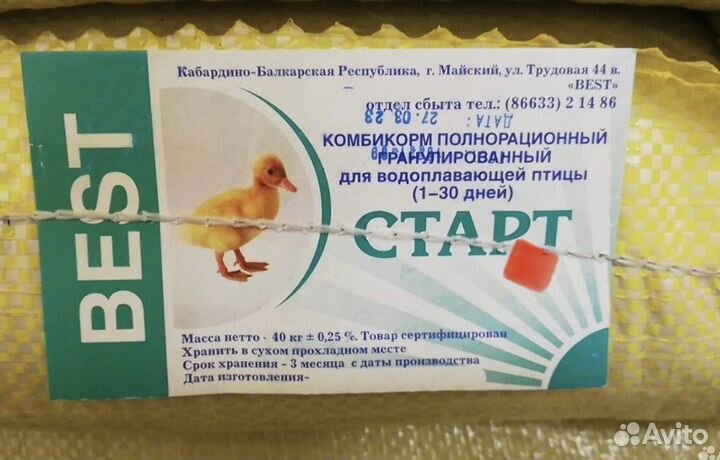 BEST
Кабардино-Балкарская Республика, г. Майский, ул. Трудовая 44 в.
«BEST»
отдел сбыта тел.: (86633) 2 14 86
ДАТА: 27.03.23
КОМБИКОРМ ПОЛНОРАЦИОННЫЙ
ГРАНУЛИРОВАННЫЙ
для водоплавающей птицы
(1–30 дней)
СТАРТ
Масса нетто - 40 кг ± 0,25 %. Товар сертифицирован
Хранить в сухом прохладном месте
Срок хранения - 3 месяца с даты производства
Дата изготовления-
Avito